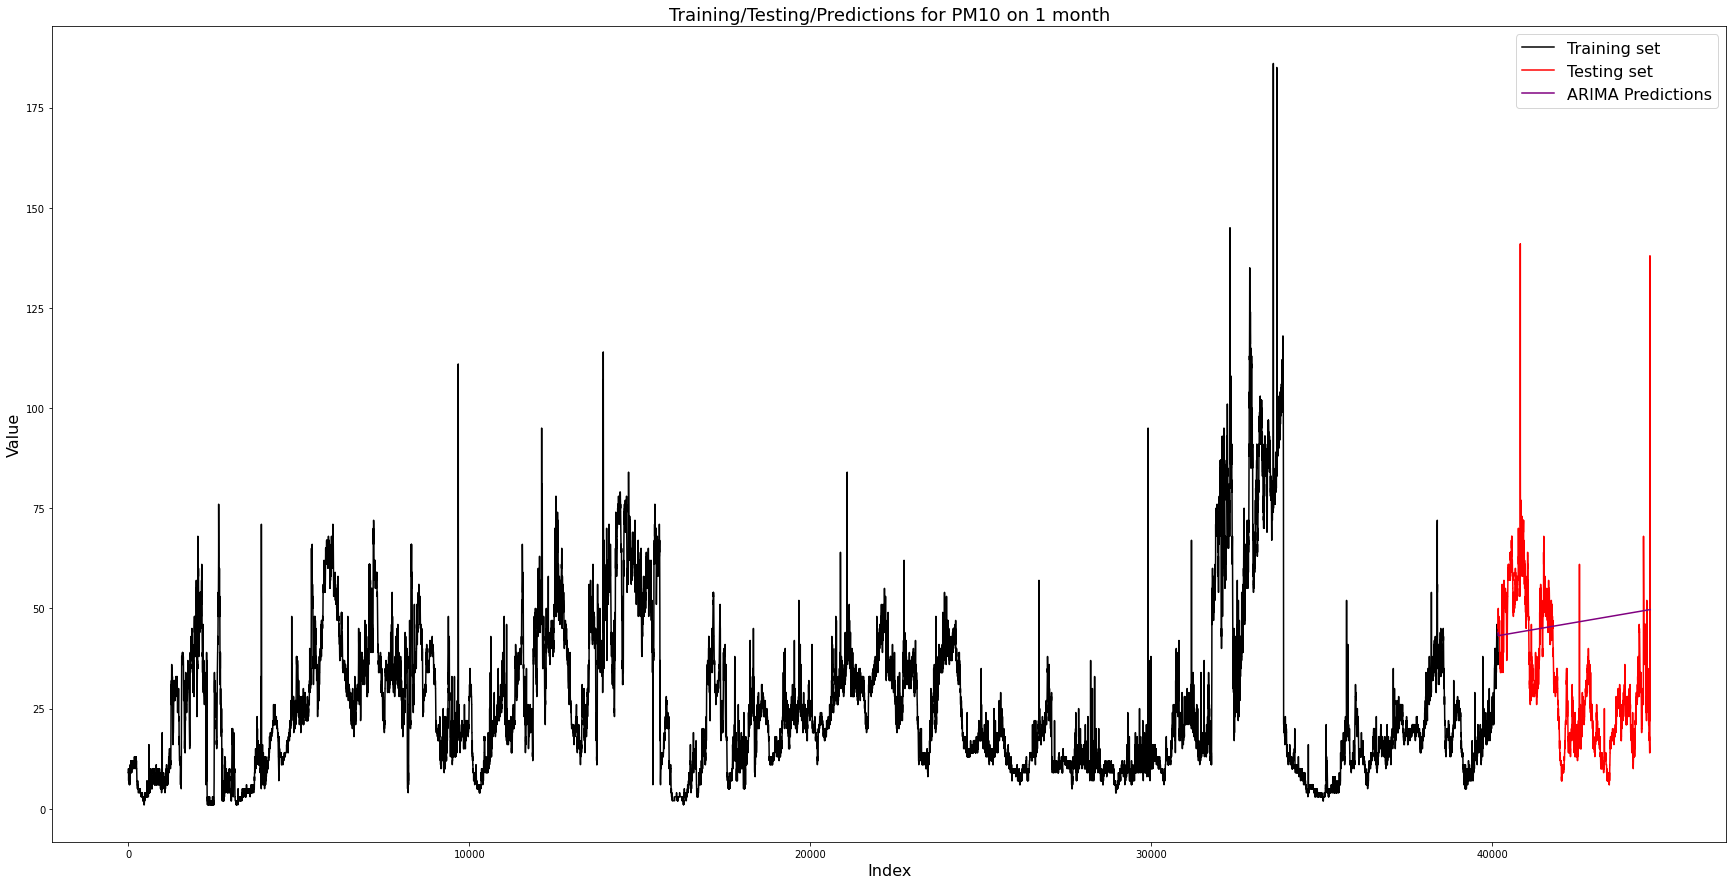 Training/Testing/Predictions for PM10 on 1 month
Training set
Testing set
ARIMA Predictions
175
150
125
100
75
50
25
0
Value
0
10000
20000
30000
40000
Index